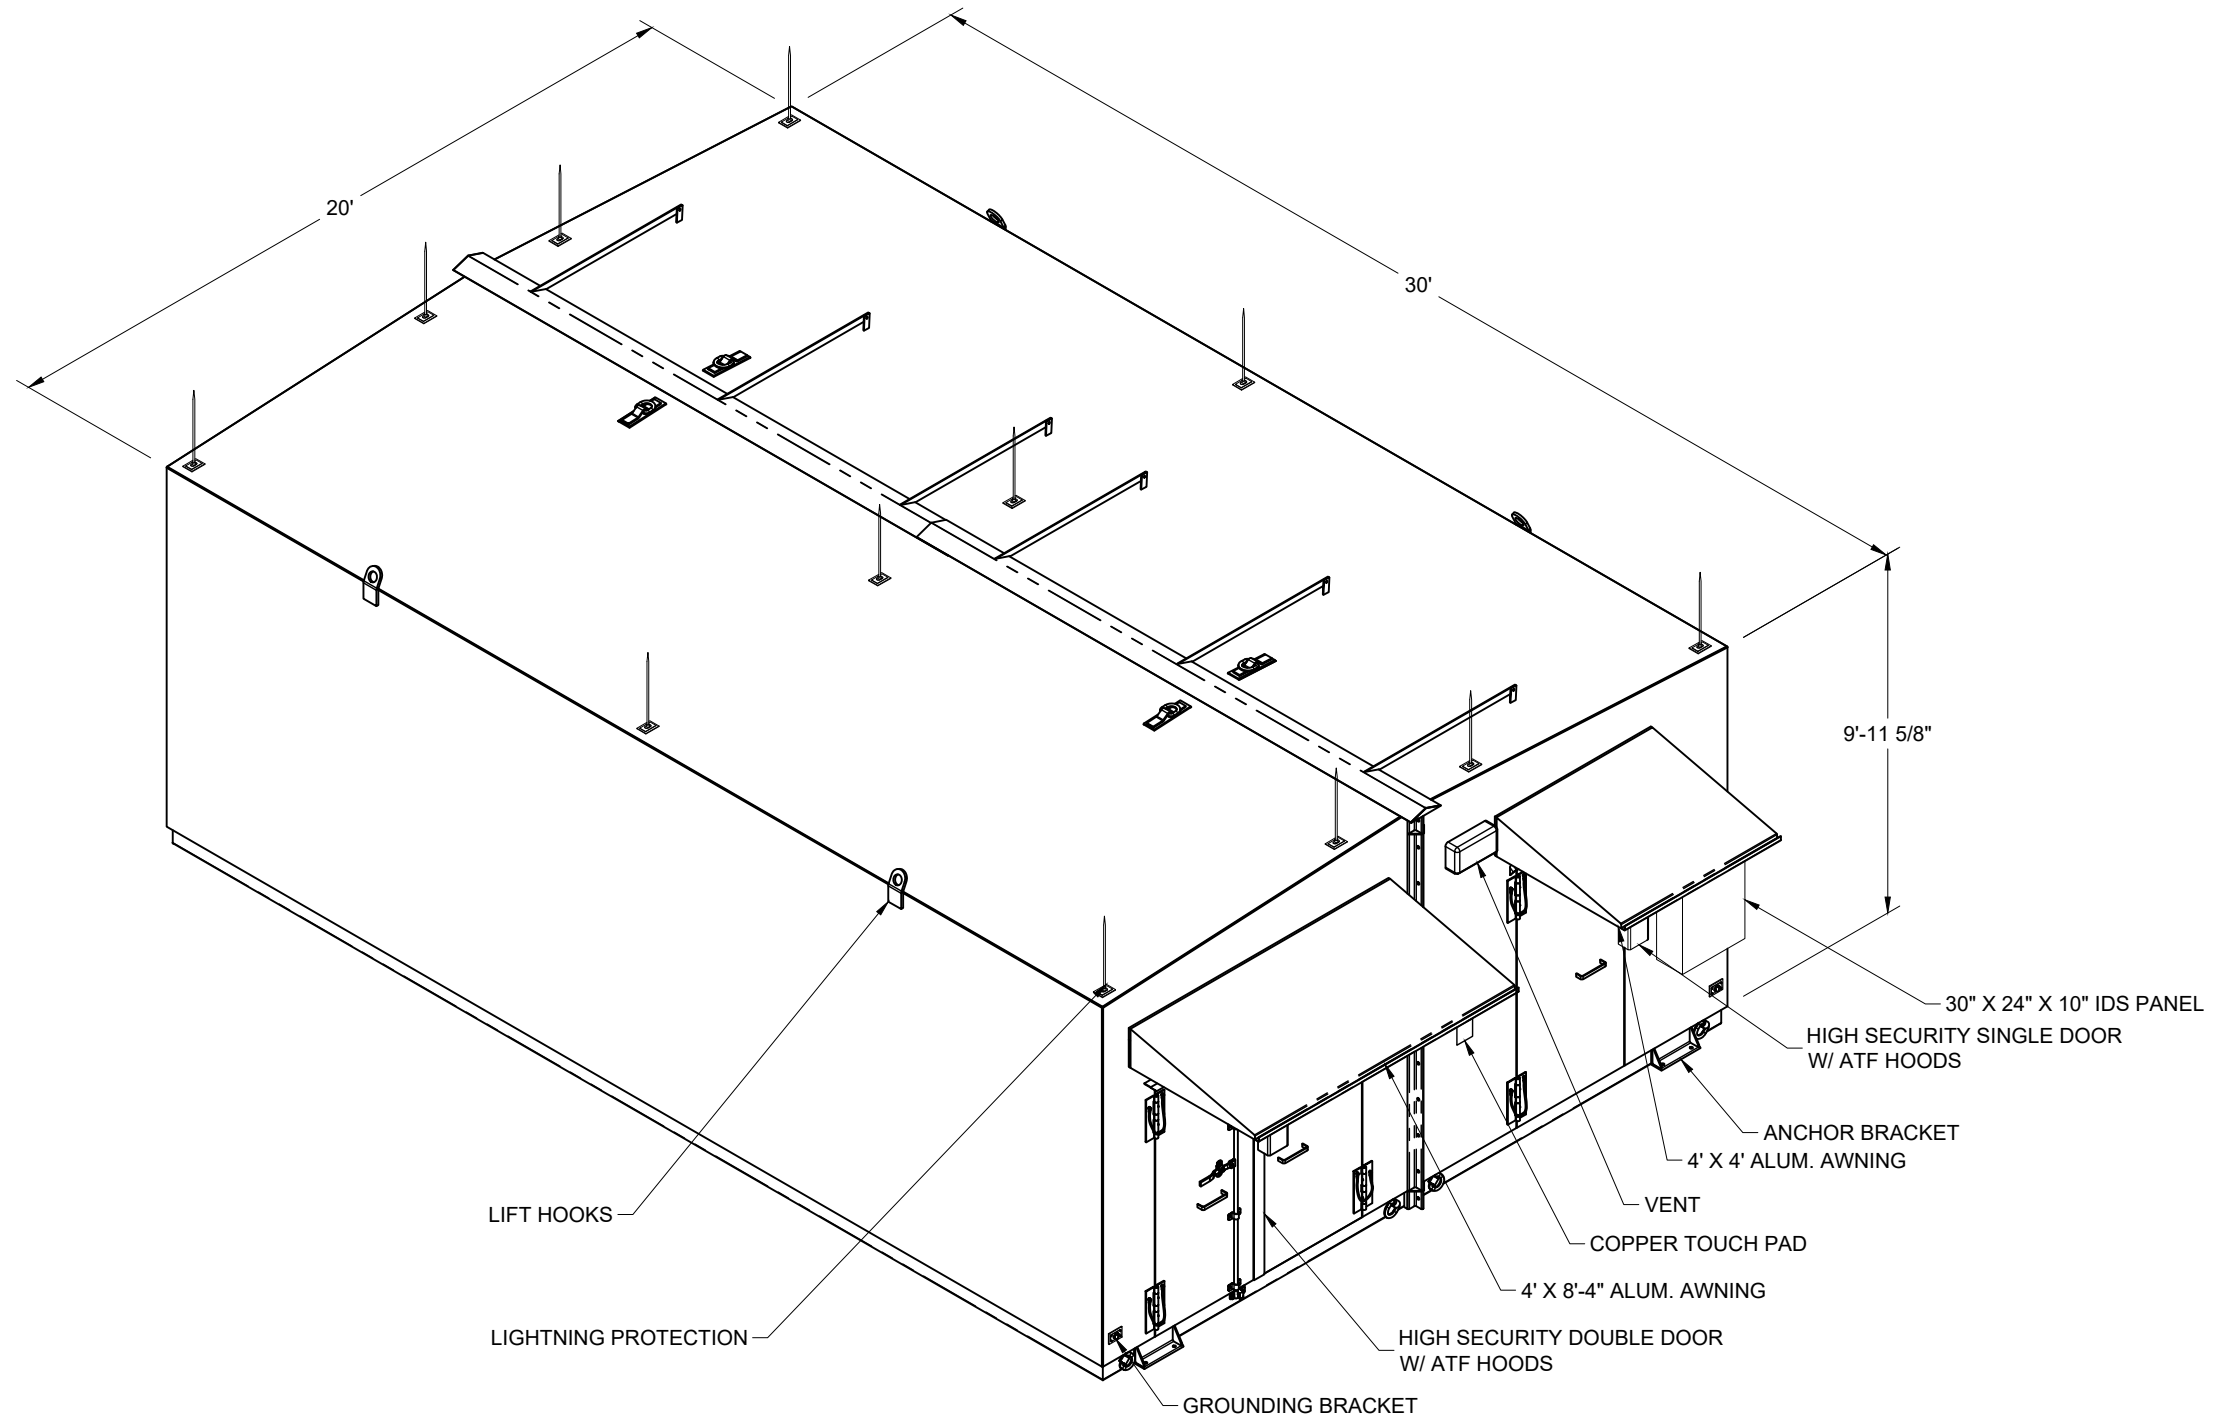 20'
30'
9'-11 5/8"
30" X 24" X 10" IDS PANEL
HIGH SECURITY SINGLE DOOR
W/ ATF HOODS
ANCHOR BRACKET
4' X 4' ALUM. AWNING
VENT
COPPER TOUCH PAD
4' X 8'-4" ALUM. AWNING
HIGH SECURITY DOUBLE DOOR
W/ ATF HOODS
LIFT HOOKS
LIGHTNING PROTECTION
GROUNDING BRACKET